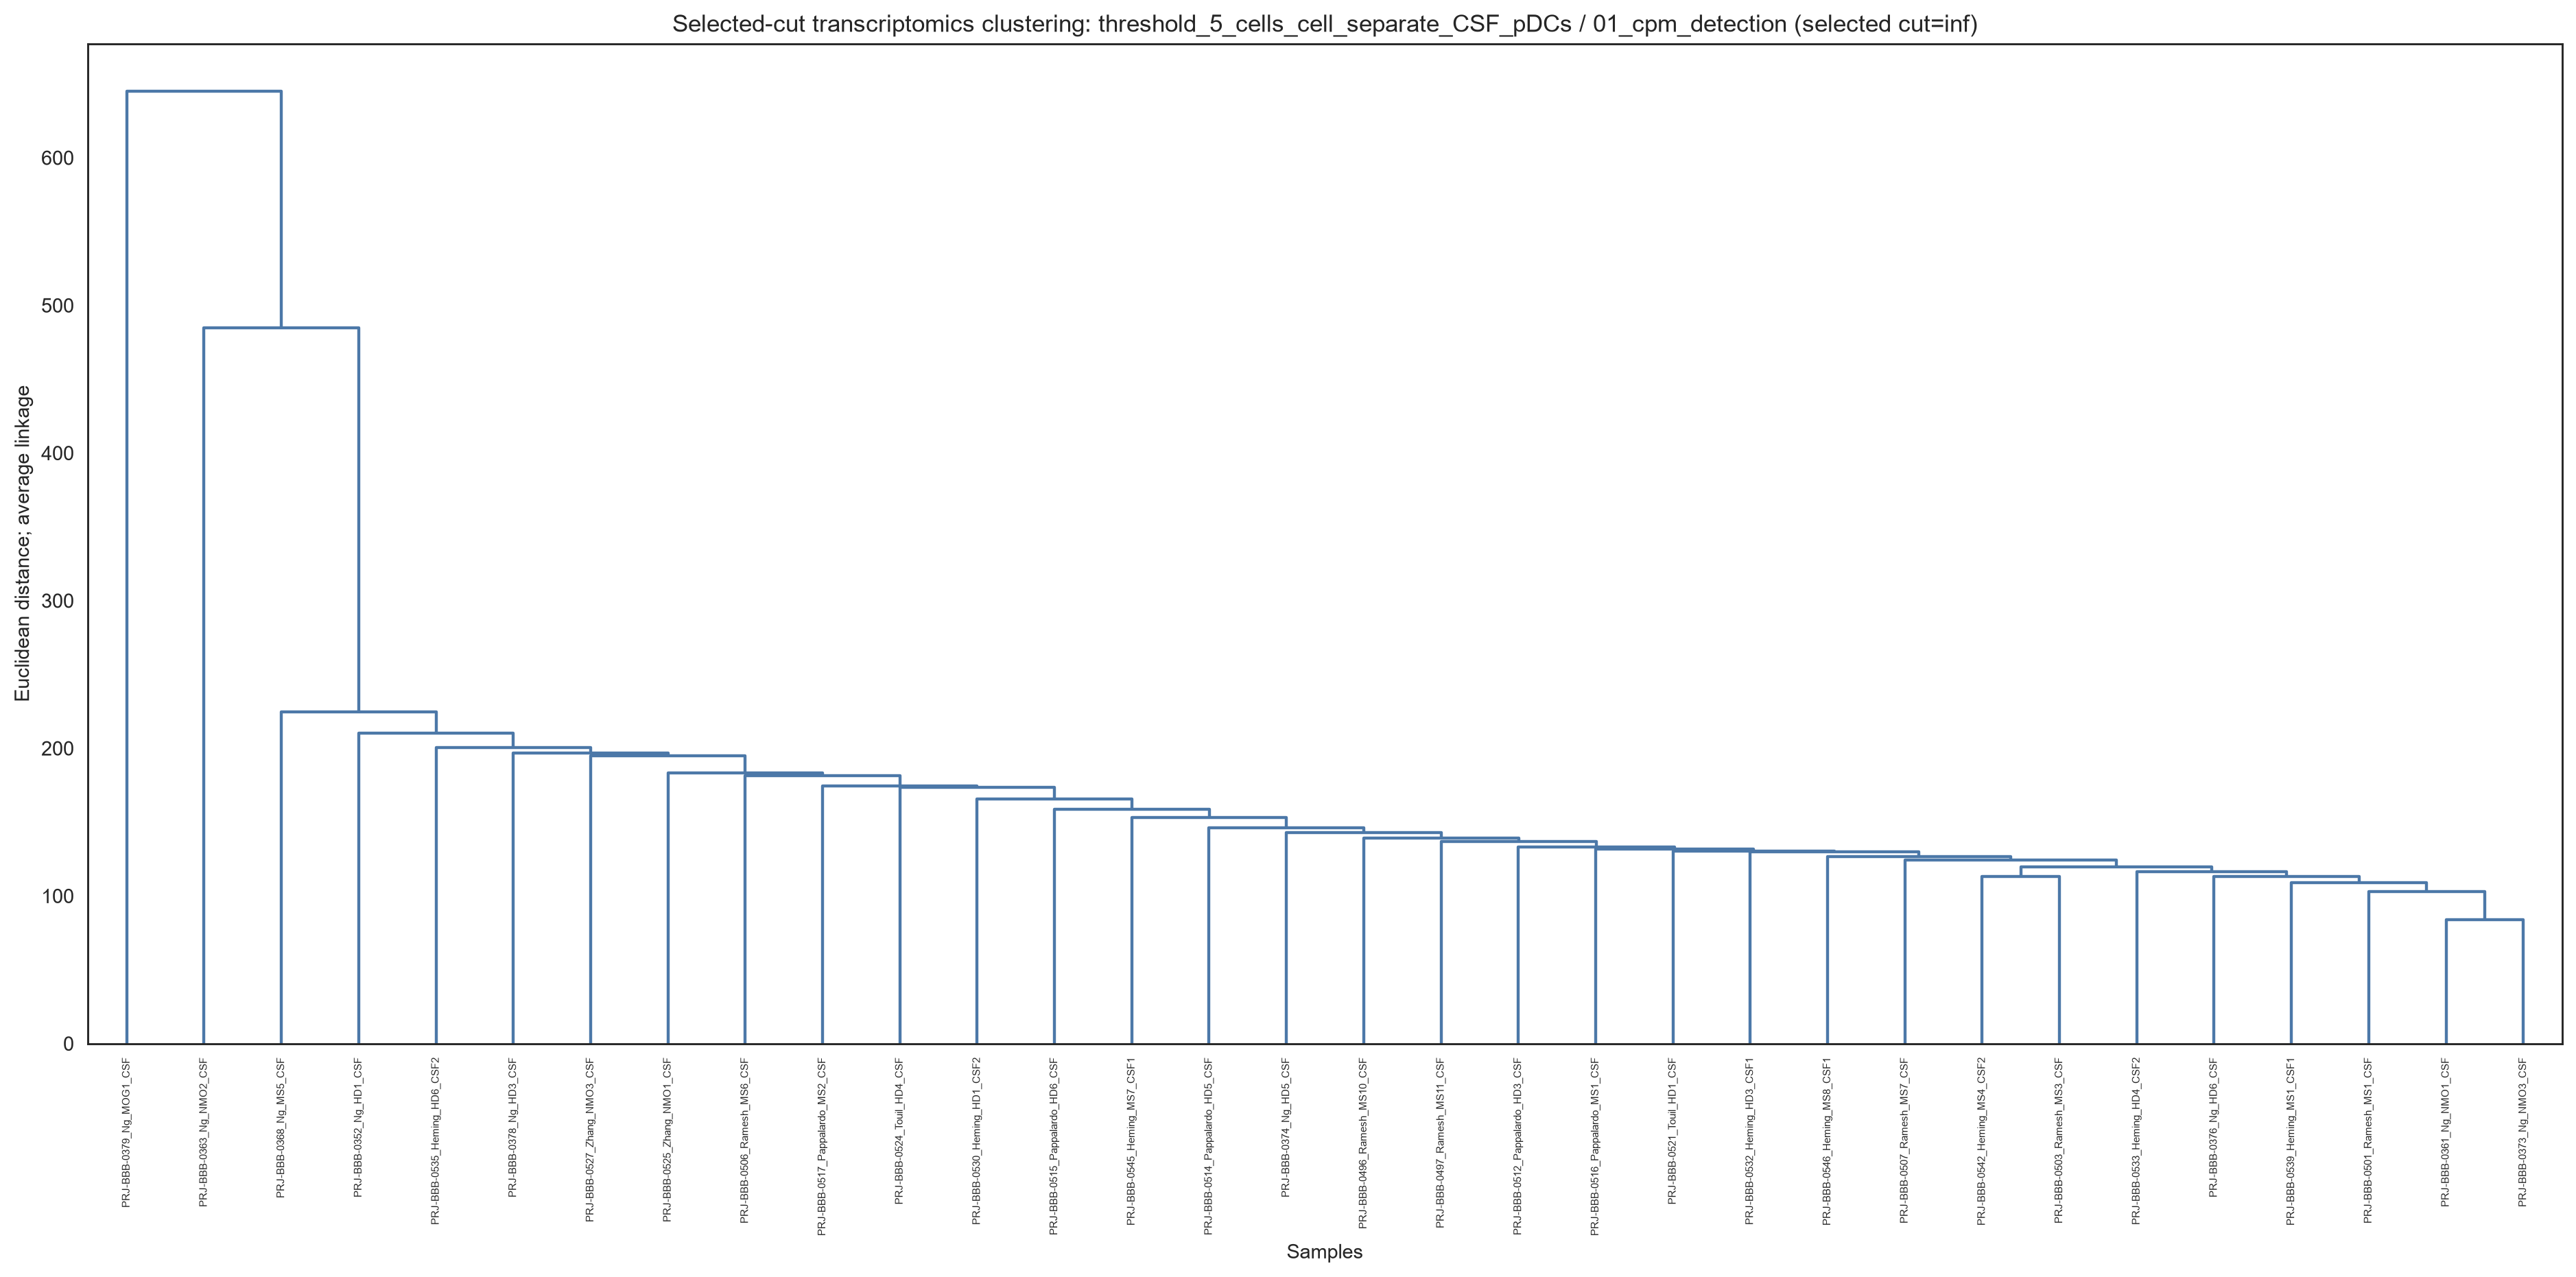 Selected-cut transcriptomics clustering: threshold_5_cells_cell_separate_CSF_pDCs / 01_cpm_detection (selected cut=inf)
Euclidean distance; average linkage
600
500
400
300
200
100
0
PRJ-BBB-0379_Ng_MOG1_CSF
PRJ-BBB-0363_Ng_NMO2_CSF
PRJ-BBB-0368_Ng_MS5_CSF
PRJ-BBB-0352_Ng_HD1_CSF
PRJ-BBB-0535_Heming_HD6_CSF2
PRJ-BBB-0378_Ng_HD3_CSF
PRJ-BBB-0527_Zhang_NMO3_CSF
PRJ-BBB-0525_Zhang_NMO1_CSF
PRJ-BBB-0506_Ramesh_MS6_CSF
PRJ-BBB-0517_Pappalardo_MS2_CSF
PRJ-BBB-0524_Touil_HD4_CSF
PRJ-BBB-0530_Heming_HD1_CSF2
PRJ-BBB-0515_Pappalardo_HD6_CSF
PRJ-BBB-0545_Heming_MS7_CSF1
PRJ-BBB-0514_Pappalardo_HD5_CSF
PRJ-BBB-0374_Ng_HD5_CSF
PRJ-BBB-0496_Ramesh_MS10_CSF
PRJ-BBB-0497_Ramesh_MS11_CSF
PRJ-BBB-0512_Pappalardo_HD3_CSF
PRJ-BBB-0516_Pappalardo_MS1_CSF
PRJ-BBB-0521_Touil_HD1_CSF
PRJ-BBB-0532_Heming_HD3_CSF1
PRJ-BBB-0546_Heming_MS8_CSF1
PRJ-BBB-0507_Ramesh_MS7_CSF
PRJ-BBB-0542_Heming_MS4_CSF2
PRJ-BBB-0503_Ramesh_MS3_CSF
PRJ-BBB-0533_Heming_HD4_CSF2
PRJ-BBB-0376_Ng_HD6_CSF
PRJ-BBB-0539_Heming_MS1_CSF1
PRJ-BBB-0501_Ramesh_MS1_CSF
PRJ-BBB-0361_Ng_NMO1_CSF
PRJ-BBB-0373_Ng_NMO3_CSF
Samples